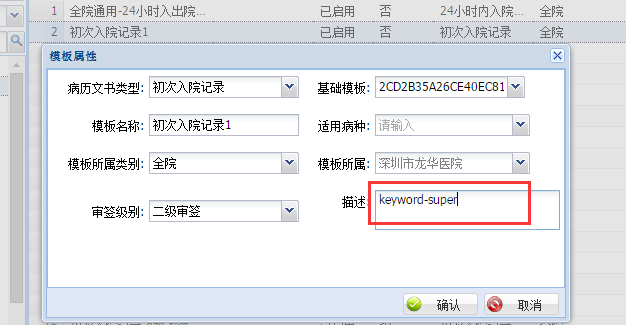 1 全院通用-24小时入出院... 已启用 否 24小时内入院... 全院
2 初次入院记录1 已启用 否 初次入院记录 全院
模板属性
病历文书类型: 初次入院记录 基础模板: 2CD2B35A26CE40EC81
模板名称: 初次入院记录1 适用病种: 请输入
模板所属类别: 全院 模板所属: 深圳市龙华医院
审签级别: 二级审签 描述: keyword-super
确认 取消